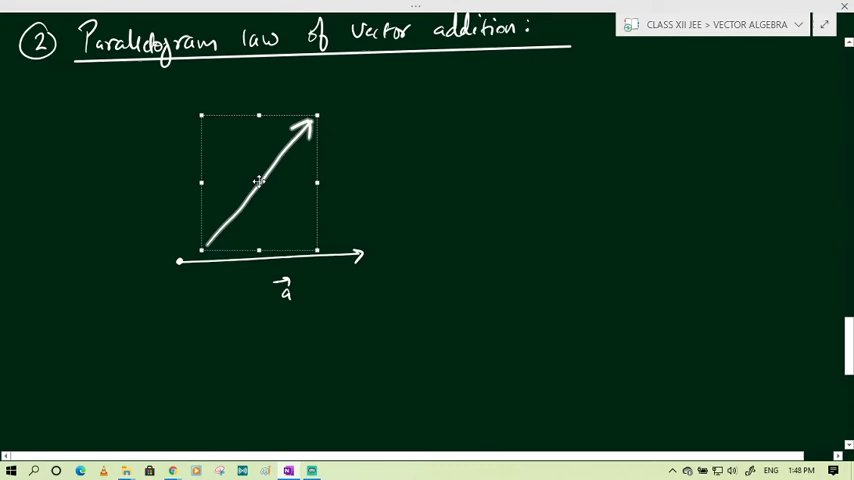 ② Parallelogram law of vector addition:
CLASS XII JEE > VECTOR ALGEBRA
a⃗
ENG 1:48 PM